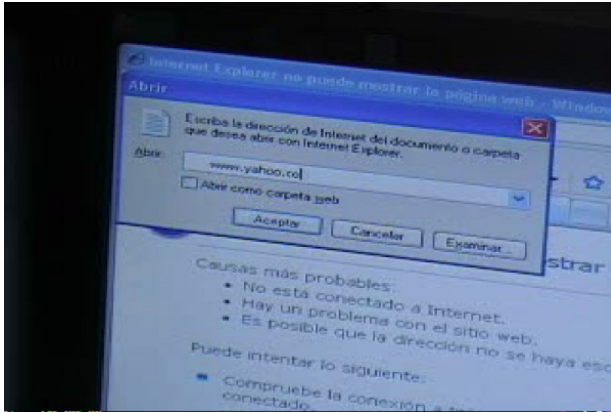 Internet Explorer no puede mostrar la página web - Windo
Abrir
Escriba la dirección de Internet del documento o carpeta
que desea abrir con Internet Explorer.
Abrir:
www.yahoo.co
Abrir como carpeta web
Aceptar
Cancelar
Examinar...
strar
Causas más probables:
• No está conectado a Internet.
• Hay un problema con el sitio web.
• Es posible que la dirección no se haya esc
Puede intentar lo siguiente:
Compruebe la conexión a
conectado.